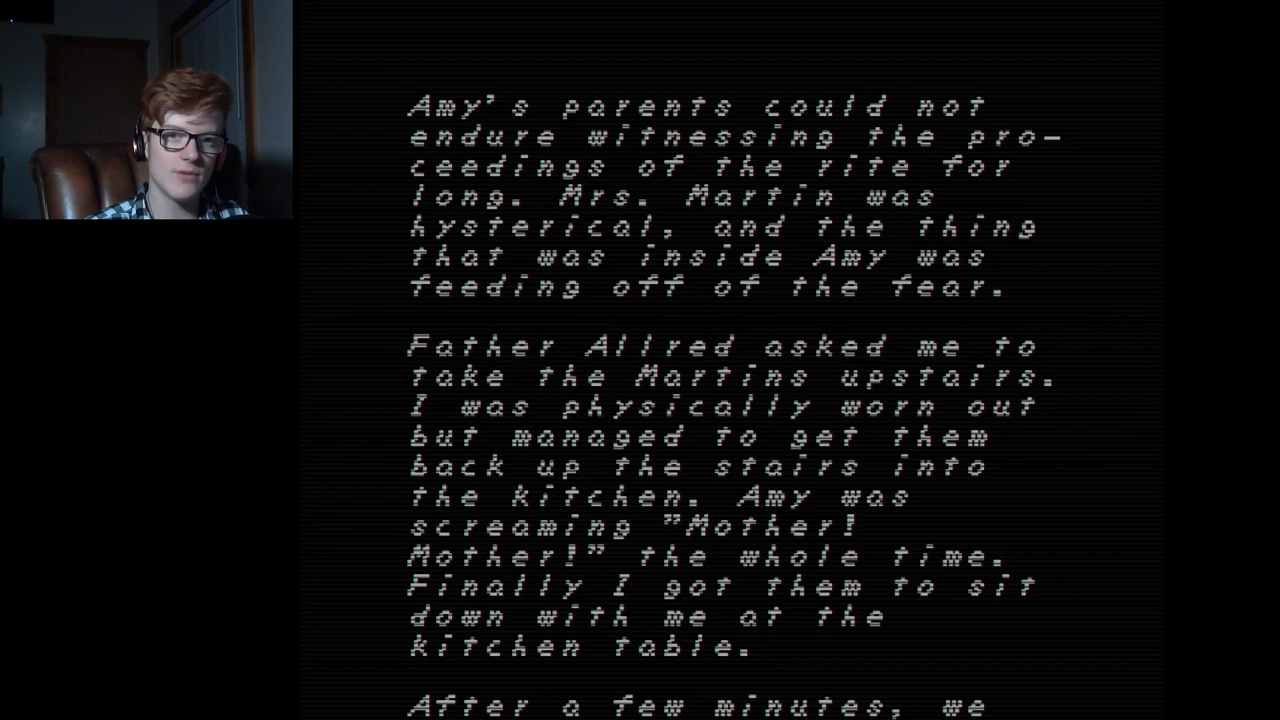 Amy's parents could not
endure witnessing the pro-
ceedings of the rite for
long. Mrs. Martin was
hysterical, and the thing
that was inside Amy was
feeding off of the fear.
Father Allred asked me to
take the Martins upstairs.
I was physically worn out
but managed to get them
back up the stairs into
the kitchen. Amy was
screaming "Mother!
Mother!" the whole time.
Finally I got them to sit
down with me at the
kitchen table.
After a few minutes, we